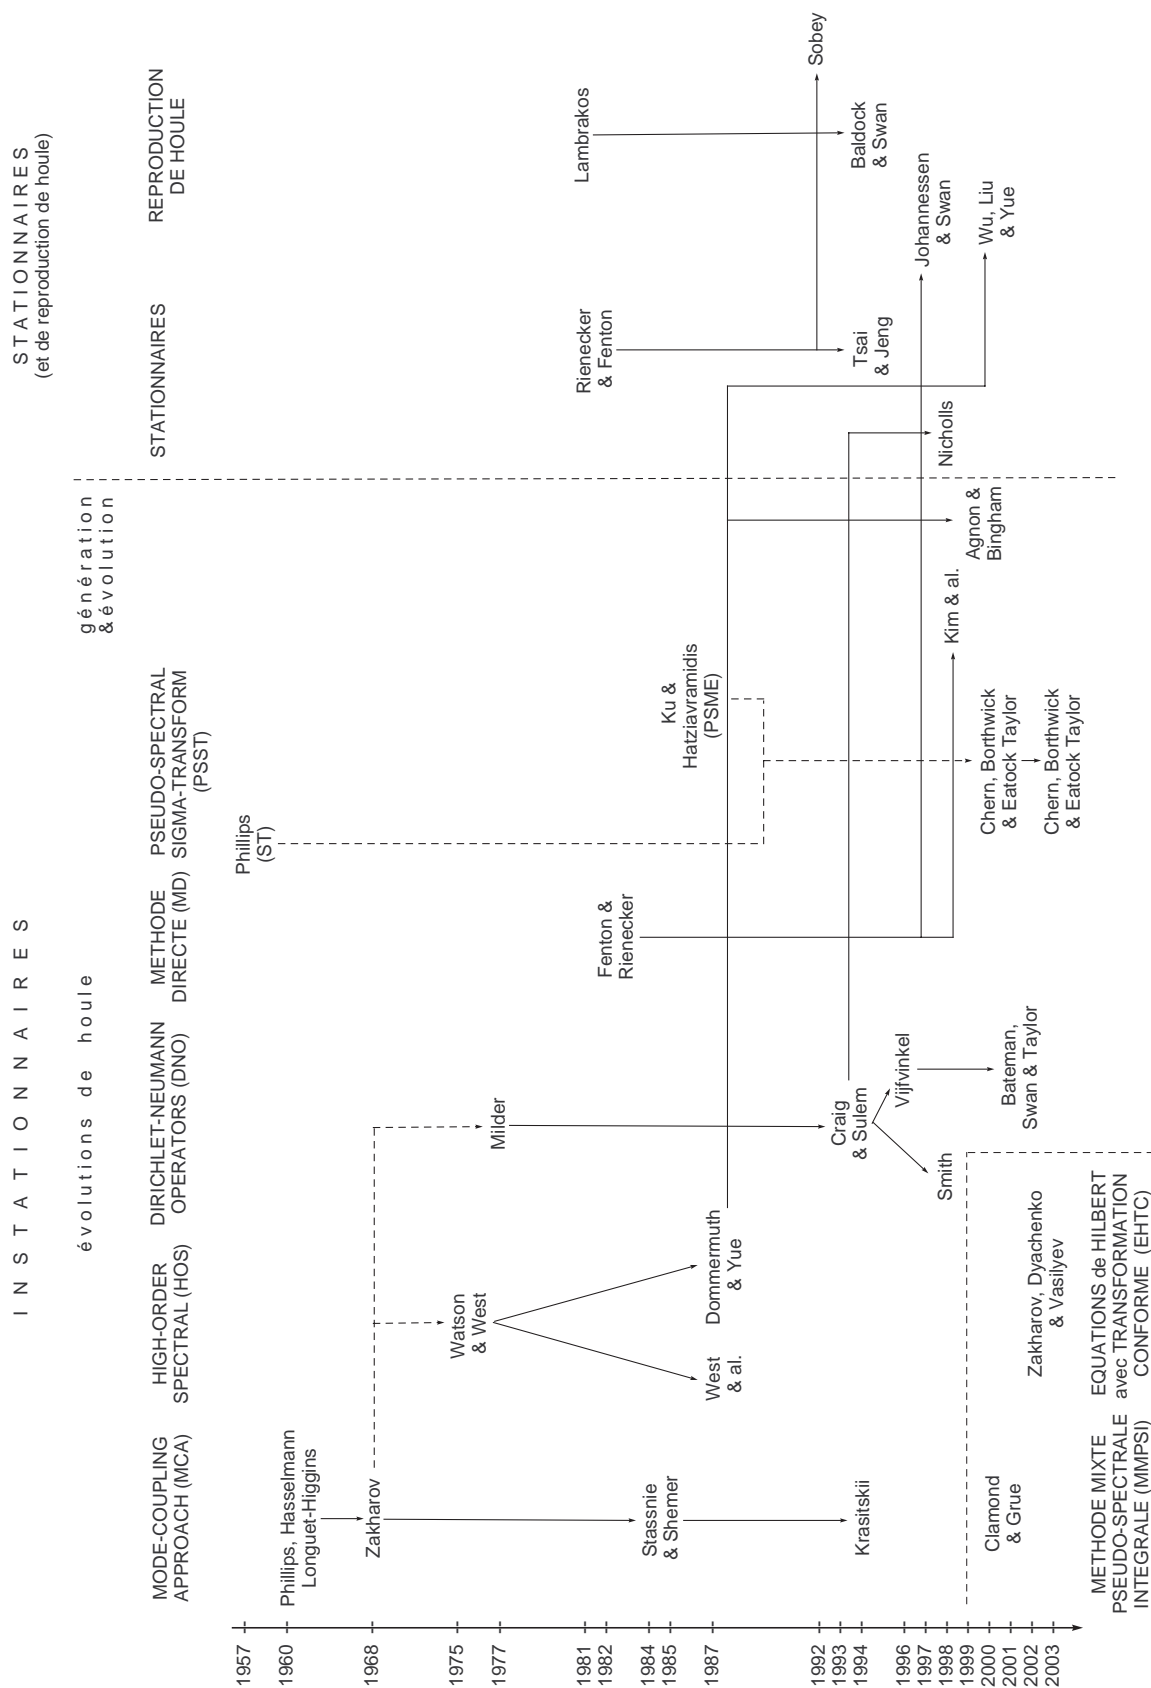 I N S T A T I O N N A I R E S
S T A T I O N N A I R E S
(et de reproduction de houle)
évolutions de houle
génération
& évolution
MODE-COUPLING
APPROACH (MCA)
HIGH-ORDER
SPECTRAL (HOS)
DIRICHLET-NEUMANN
OPERATORS (DNO)
METHODE
DIRECTE (MD)
PSEUDO-SPECTRAL
SIGMA-TRANSFORM
(PSST)
STATIONNAIRES
REPRODUCTION
DE HOULE
1957
Phillips
(ST)
1960
Phillips, Hasselmann
Longuet-Higgins
1968
Zakharov
1975
Watson
& West
1977
Milder
1981
1982
Fenton &
Rienecker
Rienecker
& Fenton
Lambrakos
1984
1985
Stassnie
& Shemer
Ku &
Hatziavramidis
(PSME)
1987
West
& al.
Dommermuth
& Yue
1992
Sobey
1993
1994
Krasitskii
Craig
& Sulem
Tsai
& Jeng
Baldock
& Swan
1996
Vijfvinkel
1997
Johannessen
& Swan
1998
Smith
Kim & al.
Nicholls
1999
Agnon &
Bingham
2000
Clamond
& Grue
Chern, Borthwick
& Eatock Taylor
Wu, Liu
& Yue
2001
Bateman,
Swan & Taylor
2002
Zakharov, Dyachenko
& Vasilyev
2003
Chern, Borthwick
& Eatock Taylor
METHODE MIXTE
PSEUDO-SPECTRALE
INTEGRALE (MMPSI)
EQUATIONS de HILBERT
avec TRANSFORMATION
CONFORME (EHTC)